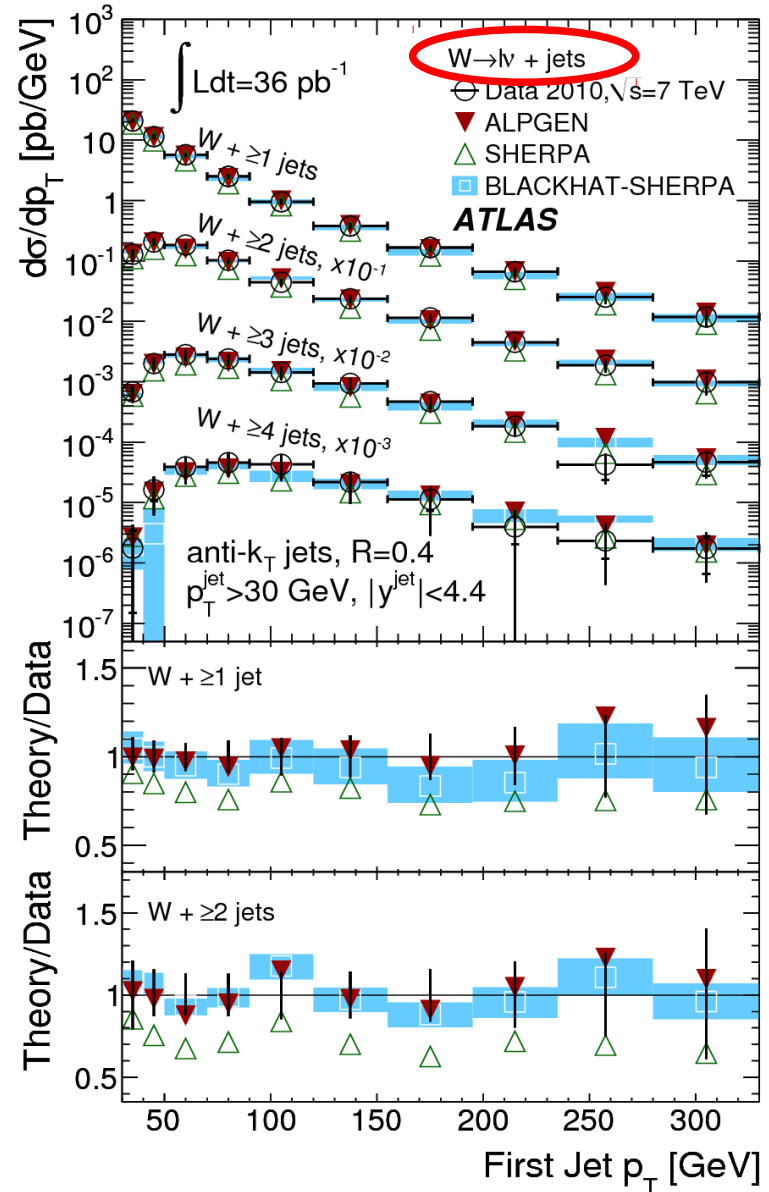 10³
10²
10
1
10⁻¹
10⁻²
10⁻³
10⁻⁴
10⁻⁵
10⁻⁶
10⁻⁷
dσ/dp_T [pb/GeV]
∫Ldt=36 pb⁻¹
W→lν + jets
Data 2010,√s=7 TeV
ALPGEN
SHERPA
BLACKHAT-SHERPA
ATLAS
W + ≥1 jets
W + ≥2 jets, x10⁻¹
W + ≥3 jets, x10⁻²
W + ≥4 jets, x10⁻³
anti-k_T jets, R=0.4
p_T^jet>30 GeV, |y^jet|<4.4
Theory/Data
1.5
1
0.5
W + ≥1 jet
Theory/Data
1.5
1
0.5
W + ≥2 jets
50 100 150 200 250 300
First Jet p_T [GeV]